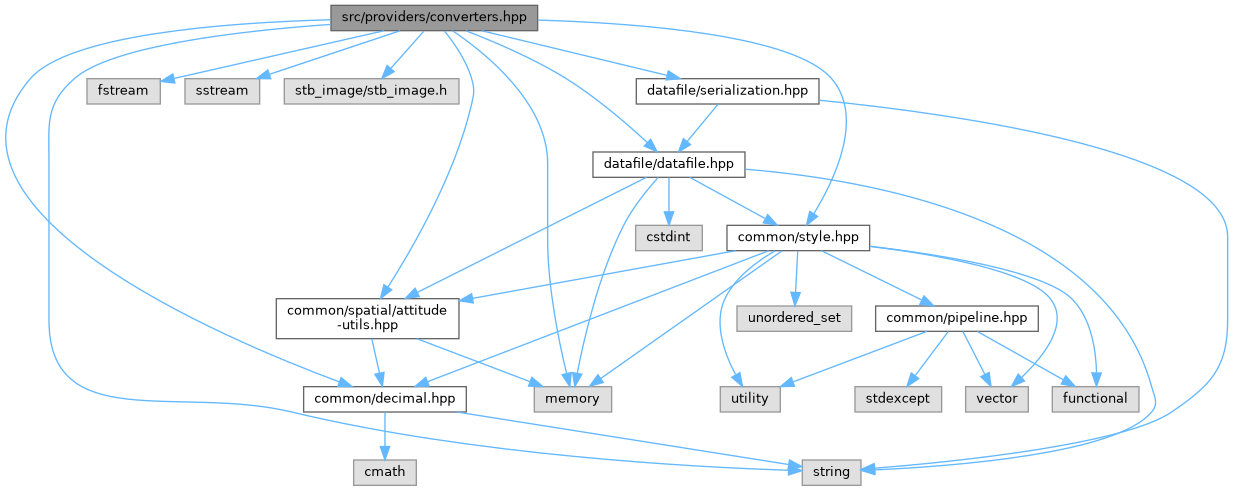 src/providers/converters.hpp
fstream
sstream
stb_image/stb_image.h
datafile/serialization.hpp
datafile/datafile.hpp
cstdint
common/style.hpp
common/spatial/attitude
-utils.hpp
unordered_set
common/pipeline.hpp
common/decimal.hpp
memory
utility
stdexcept
vector
functional
cmath
string